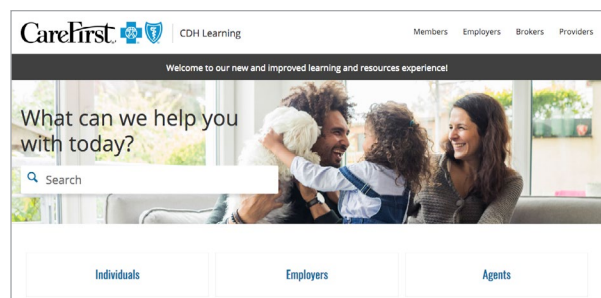 CareFirst. CDH Learning
Members Employers Brokers Providers
Welcome to our new and improved learning and resources experience!
What can we help you
with today?
Search
Individuals Employers Agents